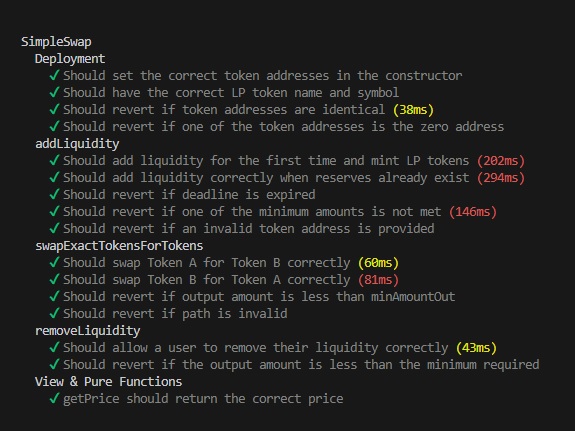 SimpleSwap
Deployment
✓ Should set the correct token addresses in the constructor
✓ Should have the correct LP token name and symbol
✓ Should revert if token addresses are identical (38ms)
✓ Should revert if one of the token addresses is the zero address
addLiquidity
✓ Should add liquidity for the first time and mint LP tokens (202ms)
✓ Should add liquidity correctly when reserves already exist (294ms)
✓ Should revert if deadline is expired
✓ Should revert if one of the minimum amounts is not met (146ms)
✓ Should revert if an invalid token address is provided
swapExactTokensForTokens
✓ Should swap Token A for Token B correctly (60ms)
✓ Should swap Token B for Token A correctly (81ms)
✓ Should revert if output amount is less than minAmountOut
✓ Should revert if path is invalid
removeLiquidity
✓ Should allow a user to remove their liquidity correctly (43ms)
✓ Should revert if the output amount is less than the minimum required
View & Pure Functions
✓ getPrice should return the correct price